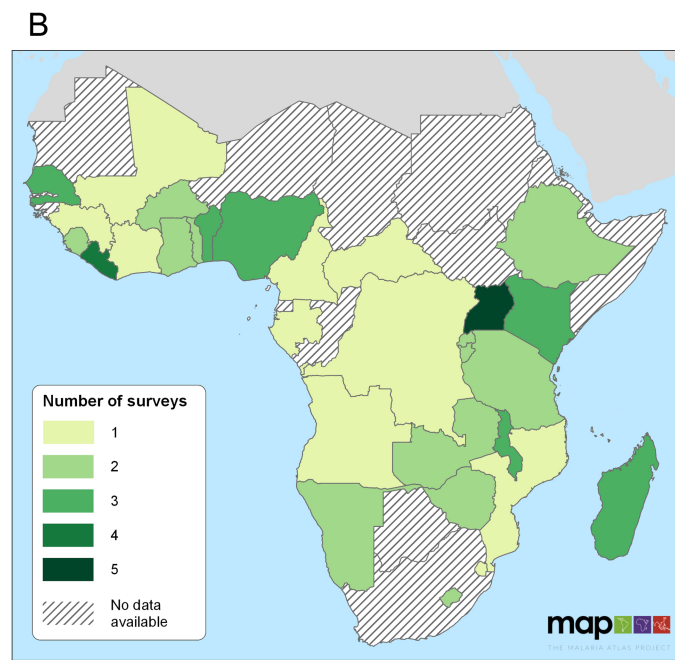 B
Number of surveys
1
2
3
4
5
No data
available
map
THE MALARIA ATLAS PROJECT